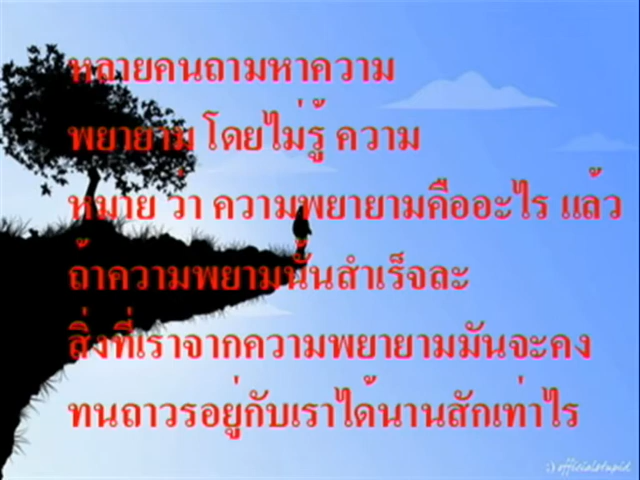 หลายคนถามหาความ
พยายาม โดยไม่รู้ ความ
หมาย ว่า ความพยายามคืออะไร แล้ว
ถ้าความพยามนั้นสำเร็จละ
สิ่งที่เราจากความพยายามมันจะคง
ทนถาวรอยู่กับเราได้นานสักเท่าไร
:) officialstupid